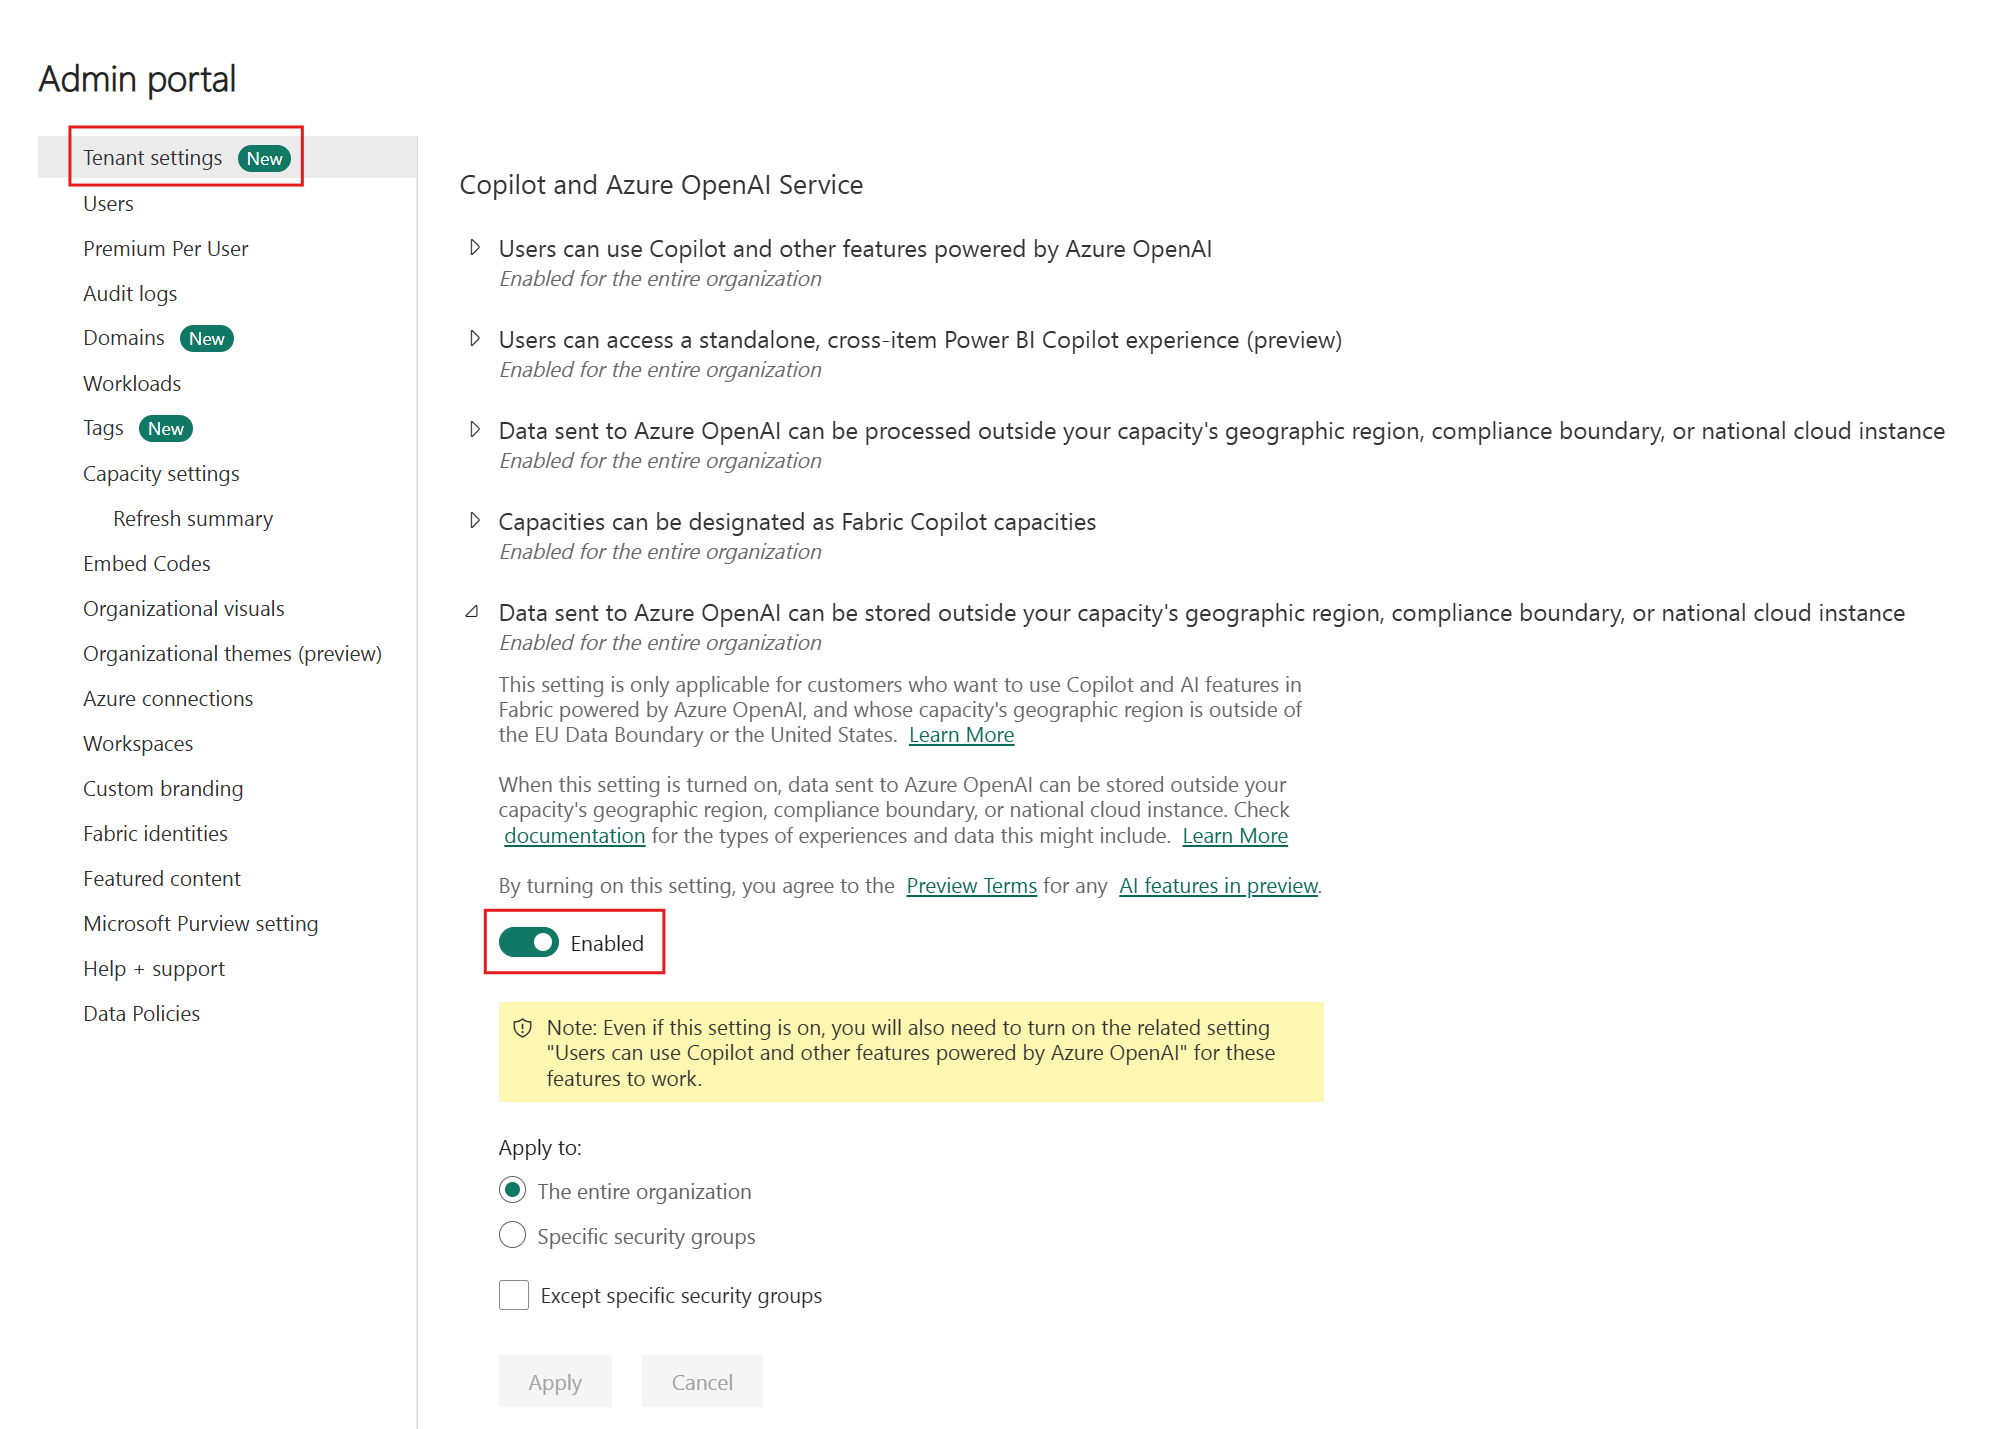 Admin portal
Tenant settings New
Users
Premium Per User
Audit logs
Domains New
Workloads
Tags New
Capacity settings
Refresh summary
Embed Codes
Organizational visuals
Organizational themes (preview)
Azure connections
Workspaces
Custom branding
Fabric identities
Featured content
Microsoft Purview setting
Help + support
Data Policies
Copilot and Azure OpenAI Service
Users can use Copilot and other features powered by Azure OpenAI
Enabled for the entire organization
Users can access a standalone, cross-item Power BI Copilot experience (preview)
Enabled for the entire organization
Data sent to Azure OpenAI can be processed outside your capacity's geographic region, compliance boundary, or national cloud instance
Enabled for the entire organization
Capacities can be designated as Fabric Copilot capacities
Enabled for the entire organization
Data sent to Azure OpenAI can be stored outside your capacity's geographic region, compliance boundary, or national cloud instance
Enabled for the entire organization
This setting is only applicable for customers who want to use Copilot and AI features in
Fabric powered by Azure OpenAI, and whose capacity's geographic region is outside of
the EU Data Boundary or the United States. Learn More
When this setting is turned on, data sent to Azure OpenAI can be stored outside your
capacity's geographic region, compliance boundary, or national cloud instance. Check
documentation for the types of experiences and data this might include. Learn More
By turning on this setting, you agree to the Preview Terms for any AI features in preview.
Enabled
Note: Even if this setting is on, you will also need to turn on the related setting
"Users can use Copilot and other features powered by Azure OpenAI" for these
features to work.
Apply to:
The entire organization
Specific security groups
Except specific security groups
Apply Cancel